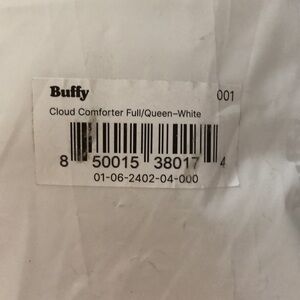 Buffy 001
Cloud Comforter Full/Queen–White
8 50015 38017 4
01-06-2402-04-000